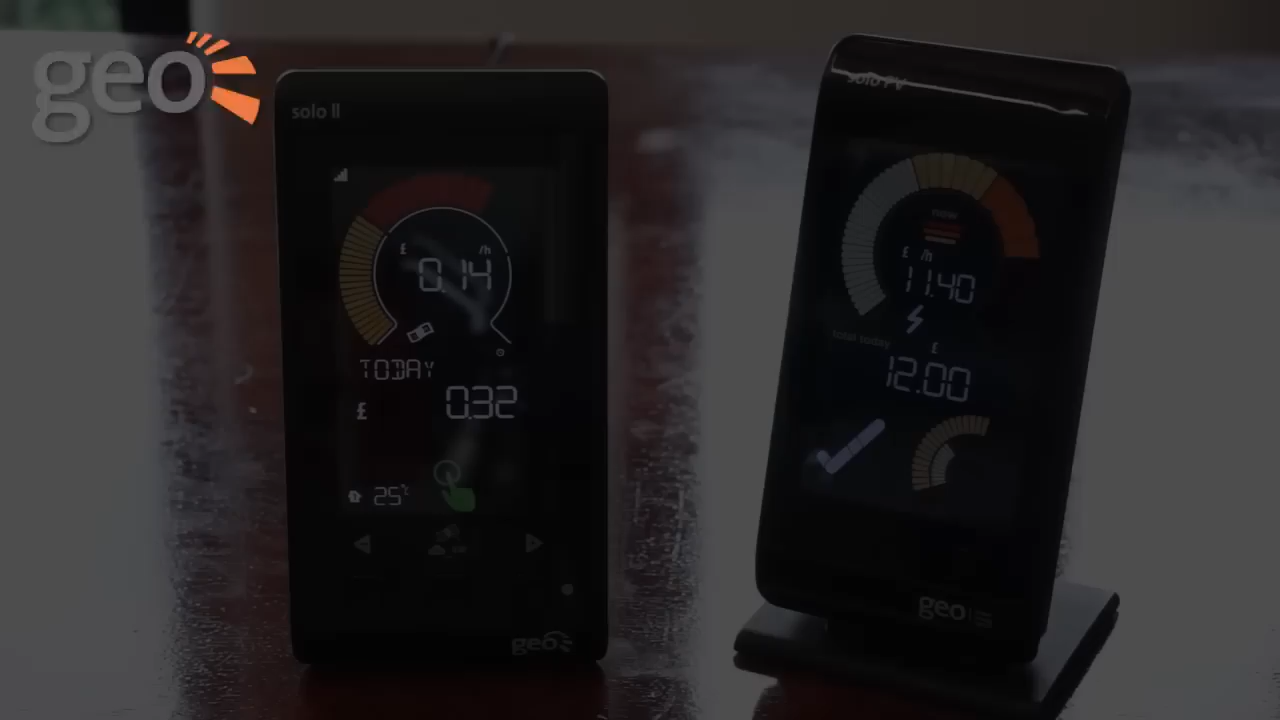 geo
solo II
£ /h
0.14
TODAY
£ 0.32
25°c
geo
solo PV
now
£ /h
11.40
total today
£
12.00
geo